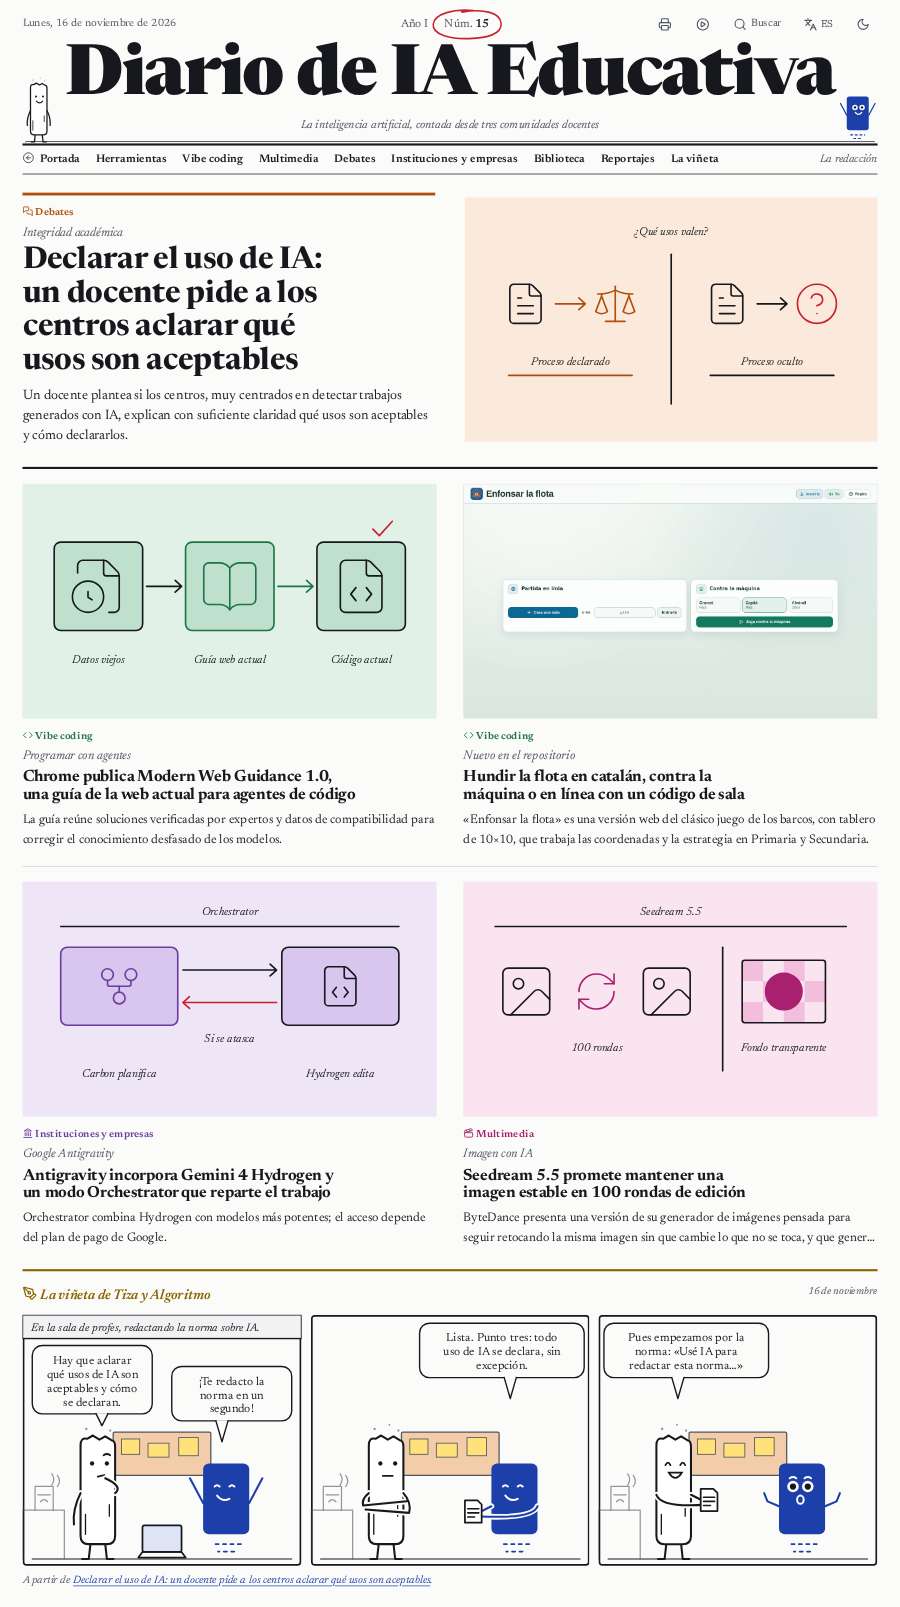 Lunes, 16 de noviembre de 2026
Año I Núm. 15
Buscar
ES
Diario de IA Educativa
La inteligencia artificial, contada desde tres comunidades docentes
Portada Herramientas Vibe coding Multimedia Debates Instituciones y empresas Biblioteca Reportajes La viñeta La redacción
Debates
Integridad académica
Declarar el uso de IA:
un docente pide a los
centros aclarar qué
usos son aceptables
Un docente plantea si los centros, muy centrados en detectar trabajos
generados con IA, explican con suficiente claridad qué usos son aceptables
y cómo declararlos.
¿Qué usos valen?
Proceso declarado
Proceso oculto
Datos viejos
Guía web actual
Código actual
Vibe coding
Programar con agentes
Chrome publica Modern Web Guidance 1.0,
una guía de la web actual para agentes de código
La guía reúne soluciones verificadas por expertos y datos de compatibilidad para
corregir el conocimiento desfasado de los modelos.
Enfonsar la flota
Partida en línia
Contra la màquina
Vibe coding
Nuevo en el repositorio
Hundir la flota en catalán, contra la
máquina o en línea con un código de sala
«Enfonsar la flota» es una versión web del clásico juego de los barcos, con tablero
de 10×10, que trabaja las coordenadas y la estrategia en Primaria y Secundaria.
Orchestrator
Si se atasca
Carbon planifica
Hydrogen edita
Instituciones y empresas
Google Antigravity
Antigravity incorpora Gemini 4 Hydrogen y
un modo Orchestrator que reparte el trabajo
Orchestrator combina Hydrogen con modelos más potentes; el acceso depende
del plan de pago de Google.
Seedream 5.5
100 rondas
Fondo transparente
Multimedia
Imagen con IA
Seedream 5.5 promete mantener una
imagen estable en 100 rondas de edición
ByteDance presenta una versión de su generador de imágenes pensada para
seguir retocando la misma imagen sin que cambie lo que no se toca, y que gener...
La viñeta de Tiza y Algoritmo
16 de noviembre
En la sala de profes, redactando la norma sobre IA.
Hay que aclarar
qué usos de IA son
aceptables y cómo
se declaran.
¡Te redacto la
norma en un
segundo!
Lista. Punto tres: todo
uso de IA se declara, sin
excepción.
Pues empezamos por la
norma: «Usé IA para
redactar esta norma...»
A partir de Declarar el uso de IA: un docente pide a los centros aclarar qué usos son aceptables.